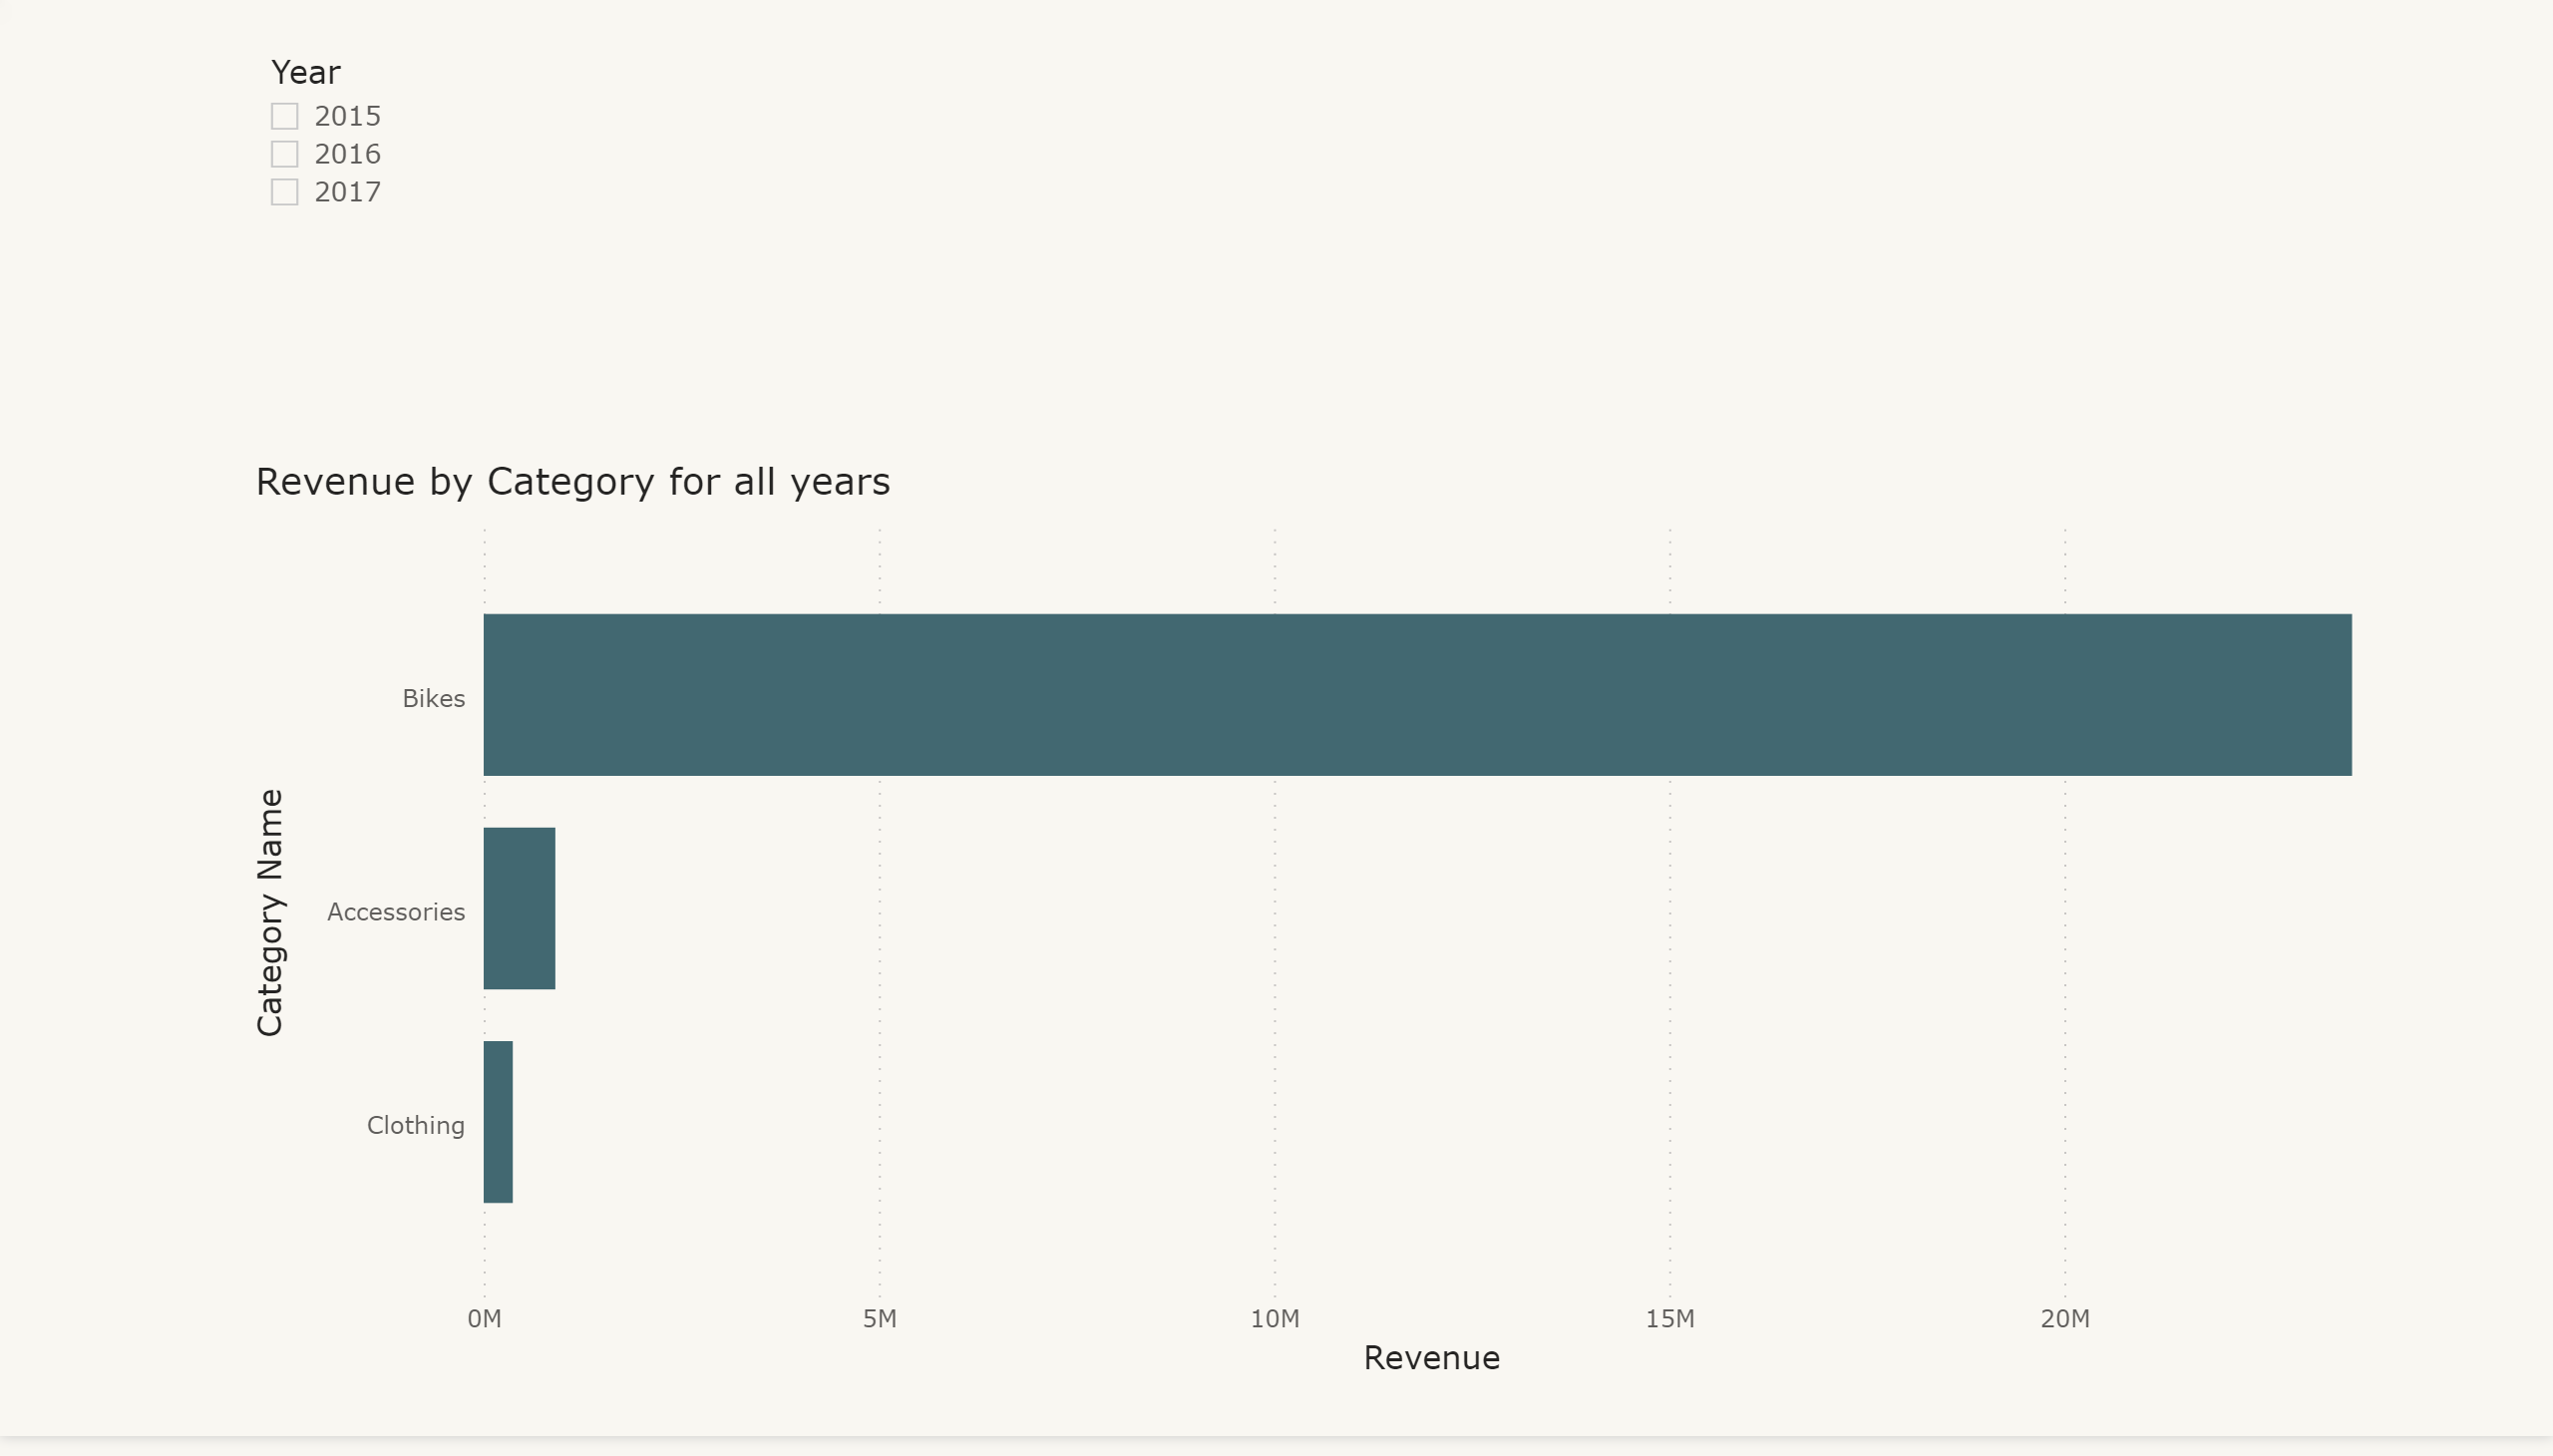 Year
2015
2016
2017
Revenue by Category for all years
Category Name
Bikes
Accessories
Clothing
0M 5M 10M 15M 20M
Revenue